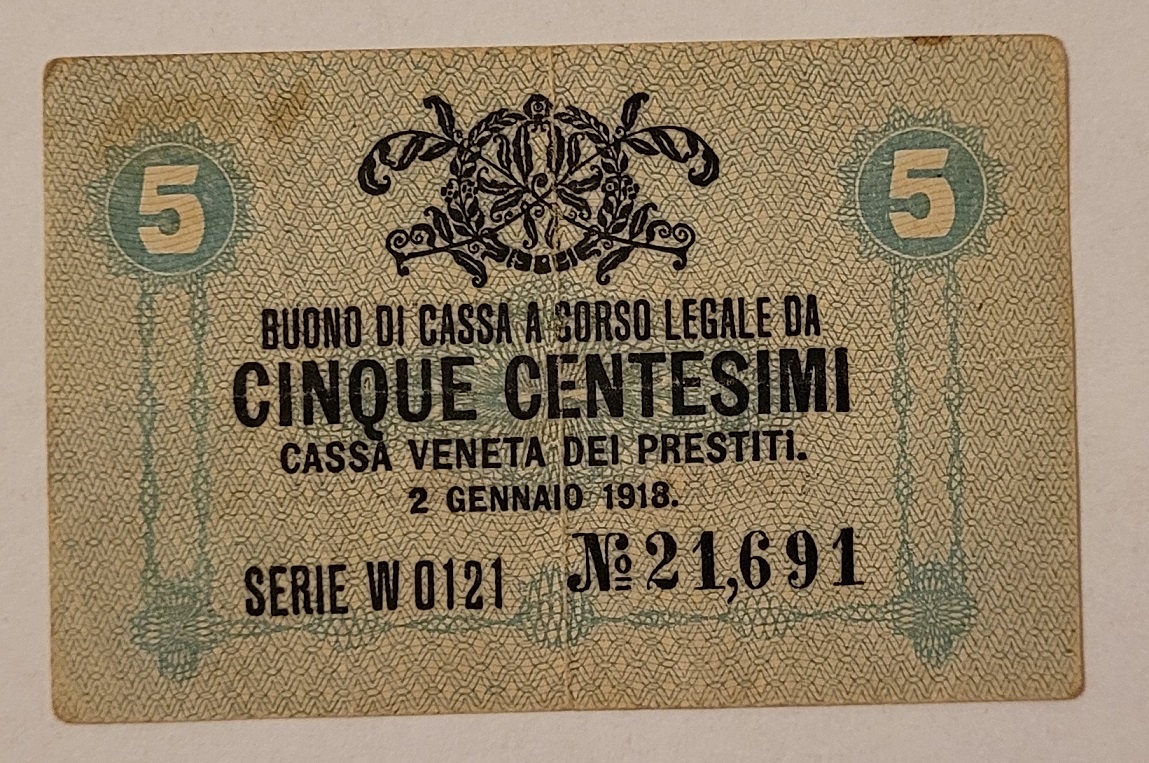 5 5
BUONO DI CASSA A CORSO LEGALE DA
CINQUE CENTESIMI
CASSA VENETA DEI PRESTITI.
2 GENNAIO 1918.
SERIE W 0121 № 21,691